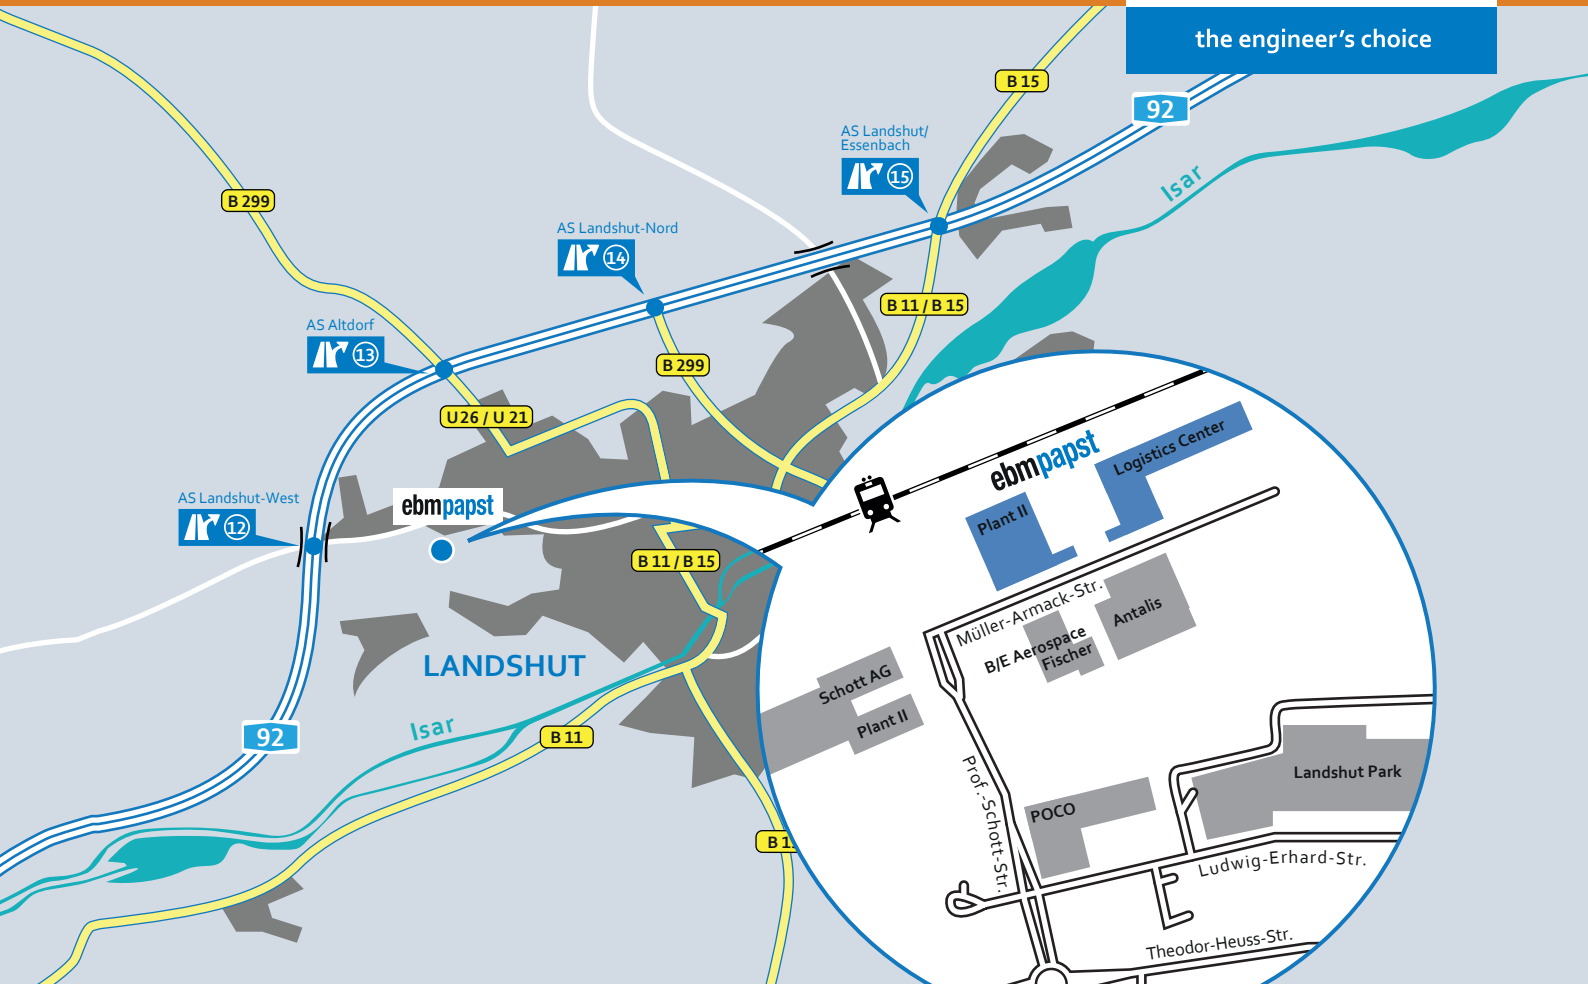 the engineer's choice
B 15
92
AS Landshut/
Essenbach
15
Isar
B 299
AS Landshut-Nord
14
B 11 / B 15
AS Altdorf
13
B 299
U26 / U 21
ebmpapst
Logistics Center
Plant II
AS Landshut-West
12
ebmpapst
B 11 / B 15
Müller-Armack-Str.
Antalis
B/E Aerospace
Fischer
LANDSHUT
Schott AG
Plant II
Isar
92
B 11
Prof.-Schott-Str.
Landshut Park
POCO
Ludwig-Erhard-Str.
Theodor-Heuss-Str.